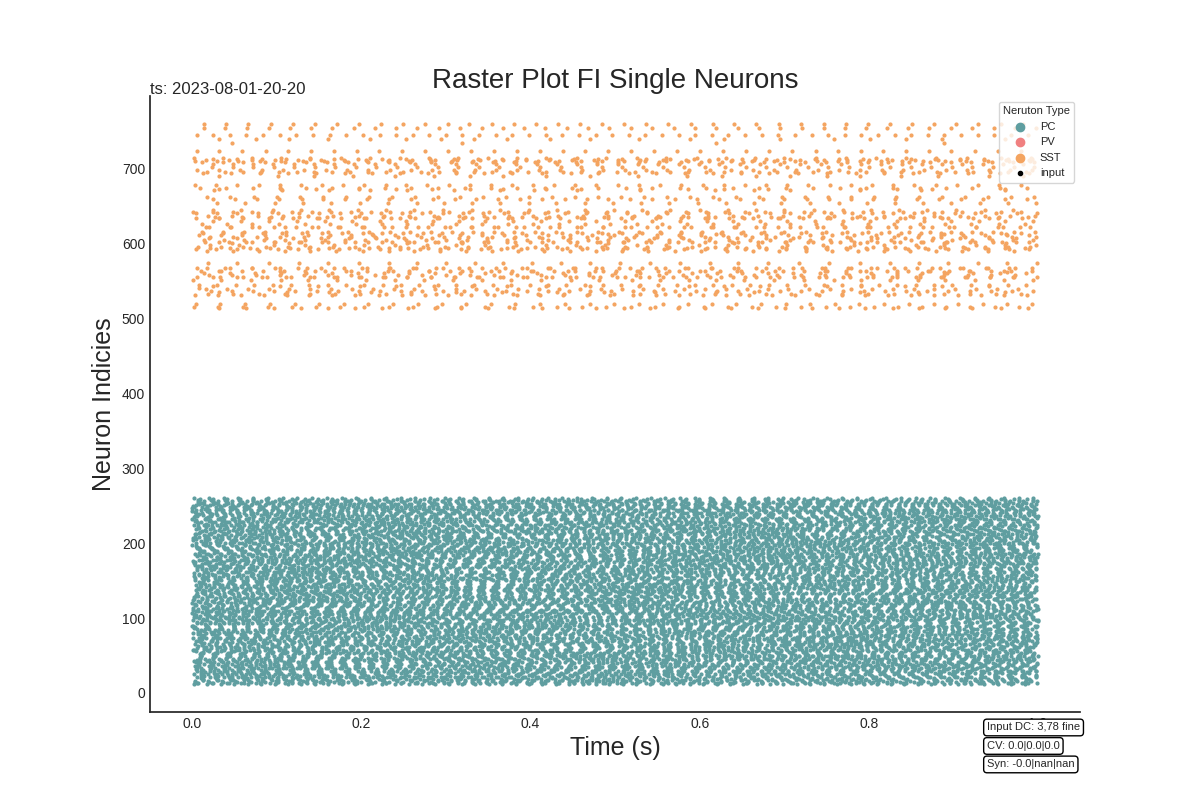 Raster Plot FI Single Neurons
ts: 2023-08-01-20-20
Neruton Type
PC
PV
SST
input
Neuron Indicies
700
600
500
400
300
200
100
0
0.0 0.2 0.4 0.6 0.8
Time (s)
Input DC: 3,78 fine
CV: 0.0|0.0|0.0
Syn: -0.0|nan|nan